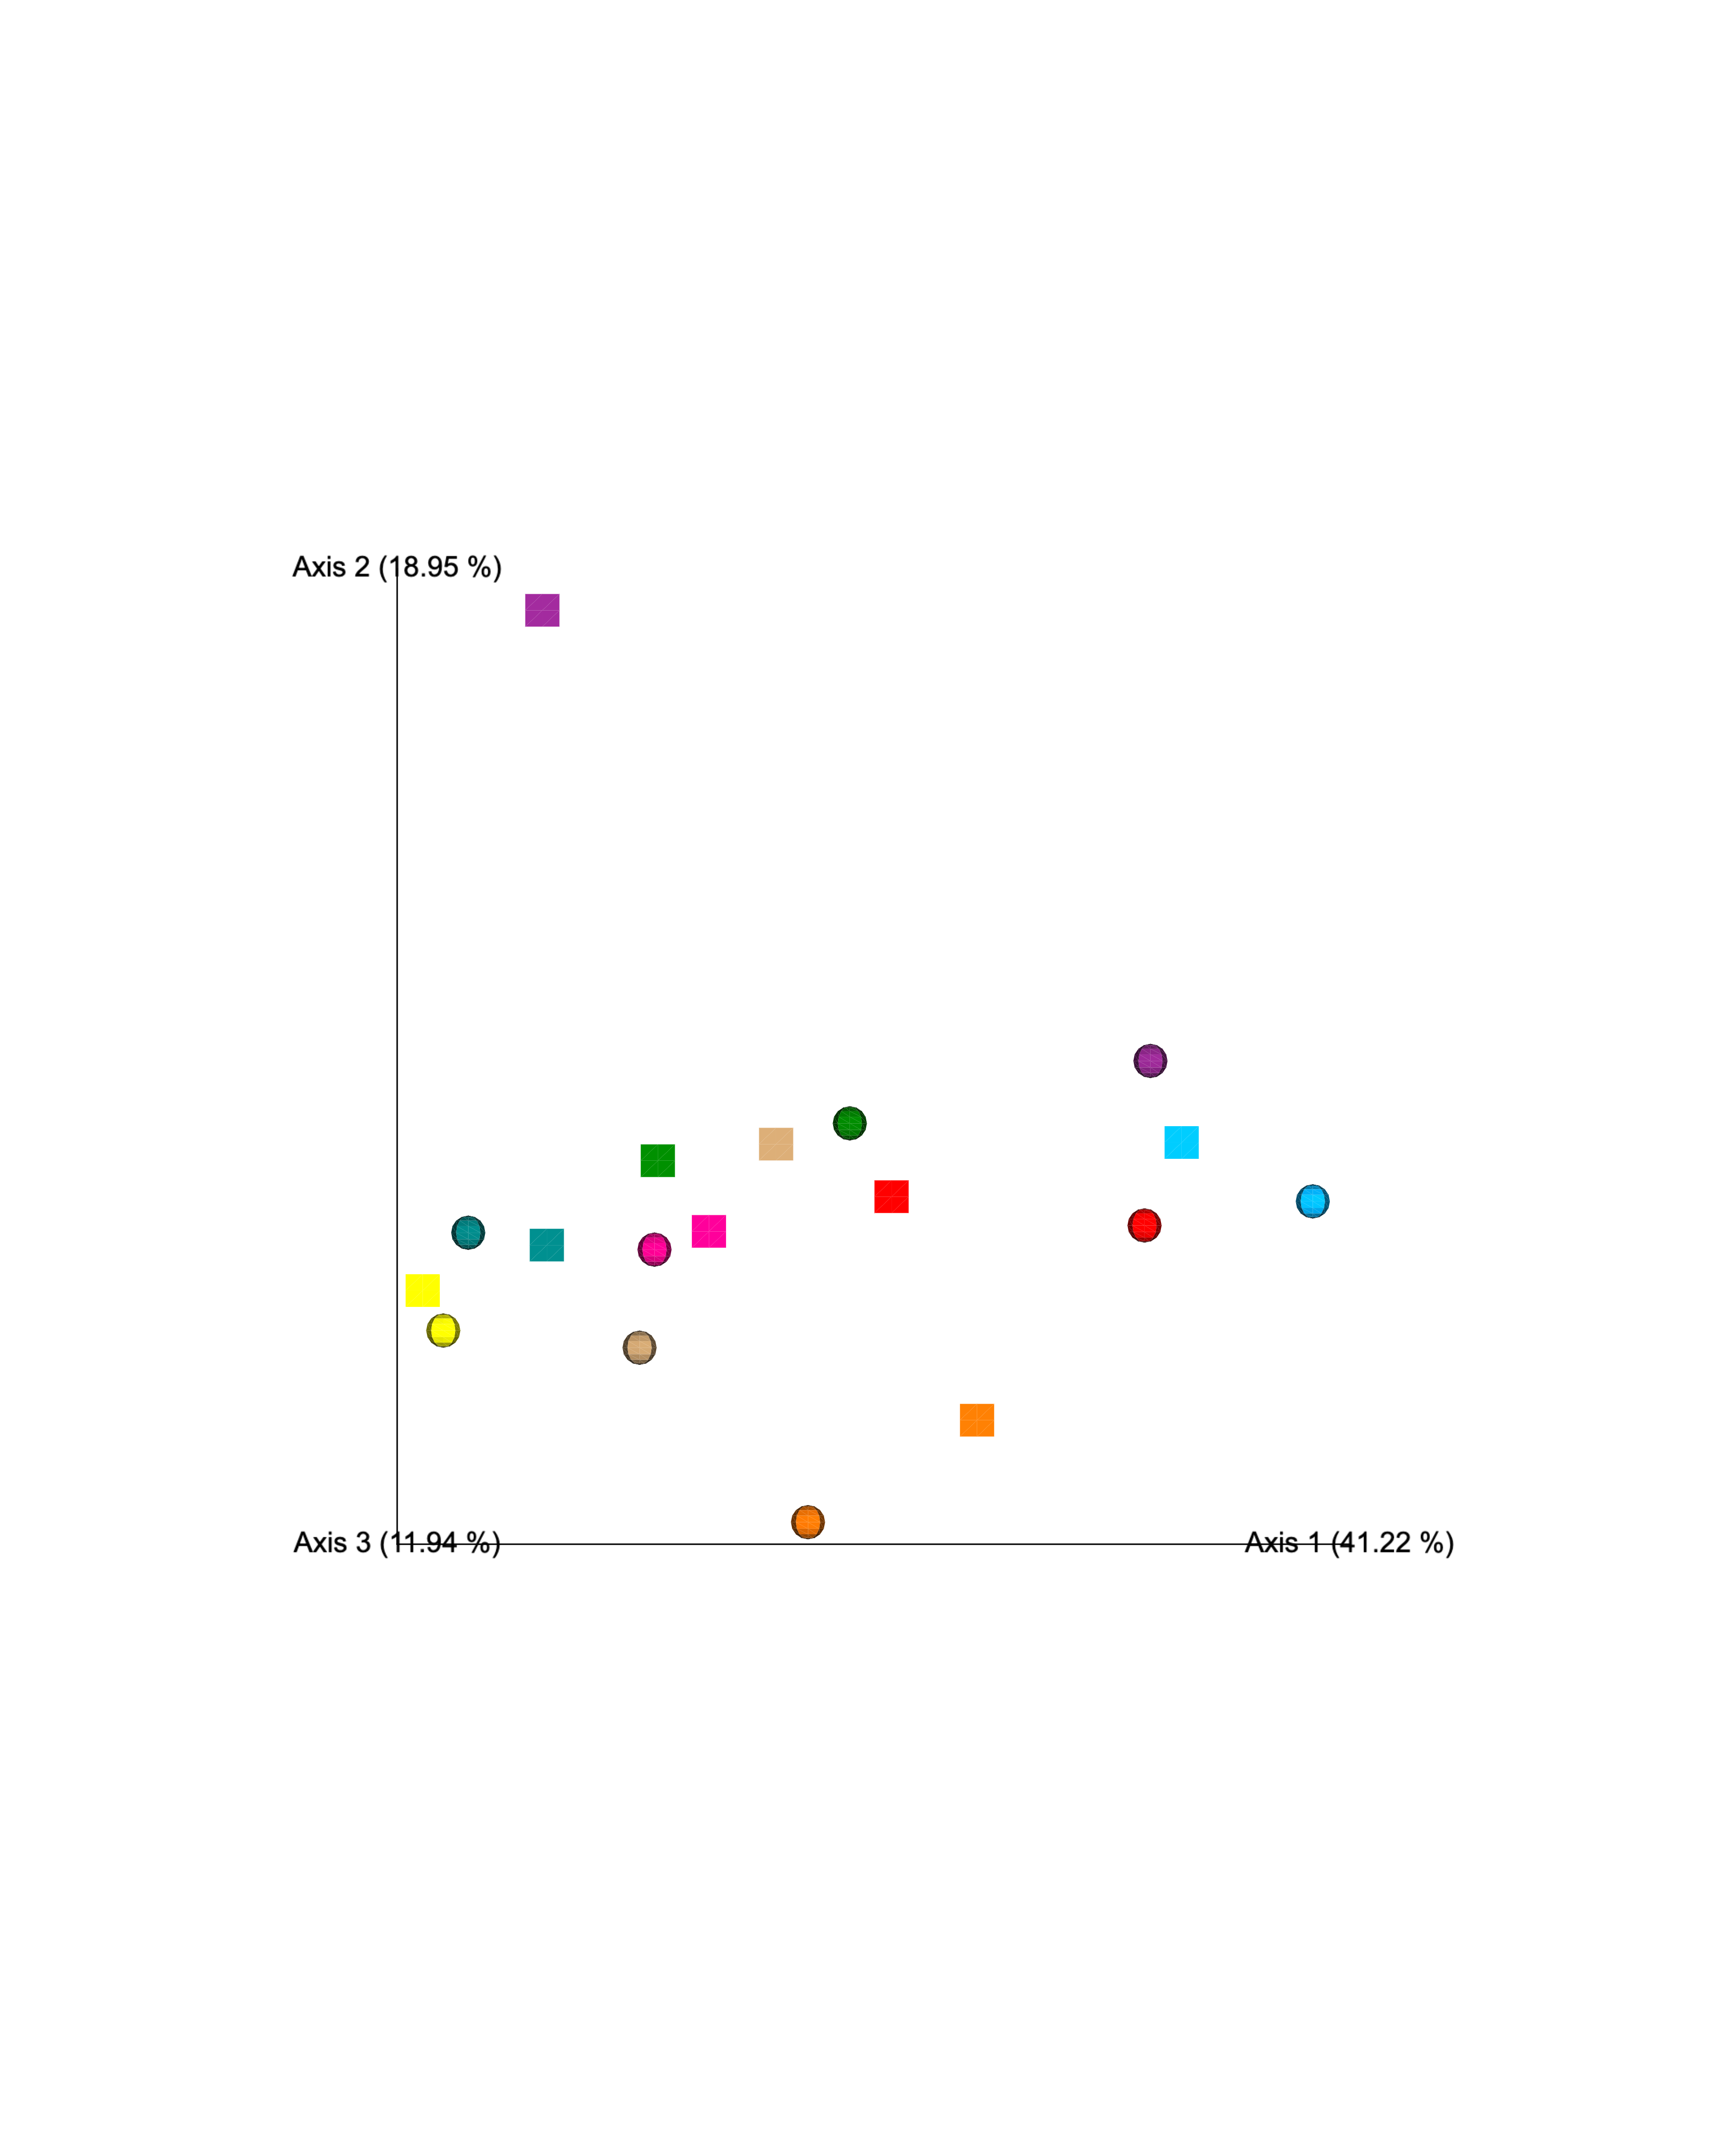 Axis 2 (18.95 %)
Axis 3 (11.94 %)
Axis 1 (41.22 %)